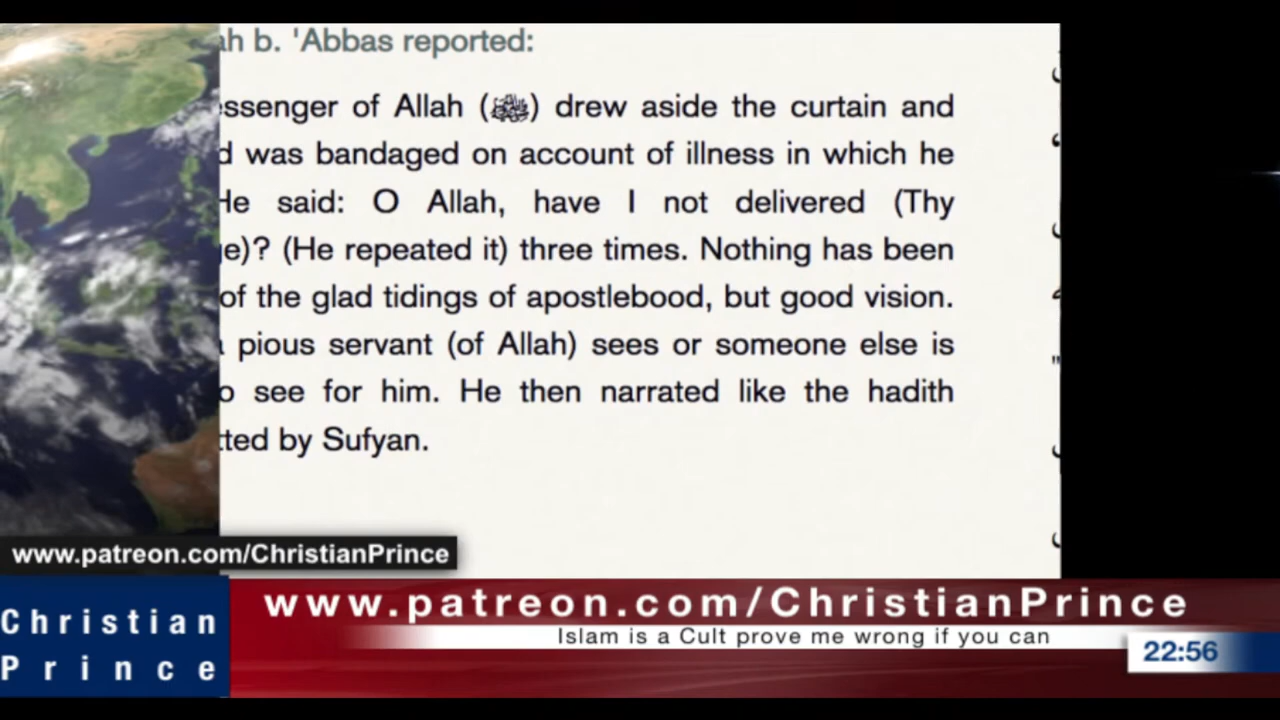 ah b. 'Abbas reported:
ssenger of Allah (ﷺ) drew aside the curtain and
d was bandaged on account of illness in which he
He said: O Allah, have I not delivered (Thy
e)? (He repeated it) three times. Nothing has been
of the glad tidings of apostlebood, but good vision.
pious servant (of Allah) sees or someone else is
o see for him. He then narrated like the hadith
tted by Sufyan.
www.patreon.com/ChristianPrince
Christian
Prince
www.patreon.com/ChristianPrince
Islam is a Cult prove me wrong if you can
22:56